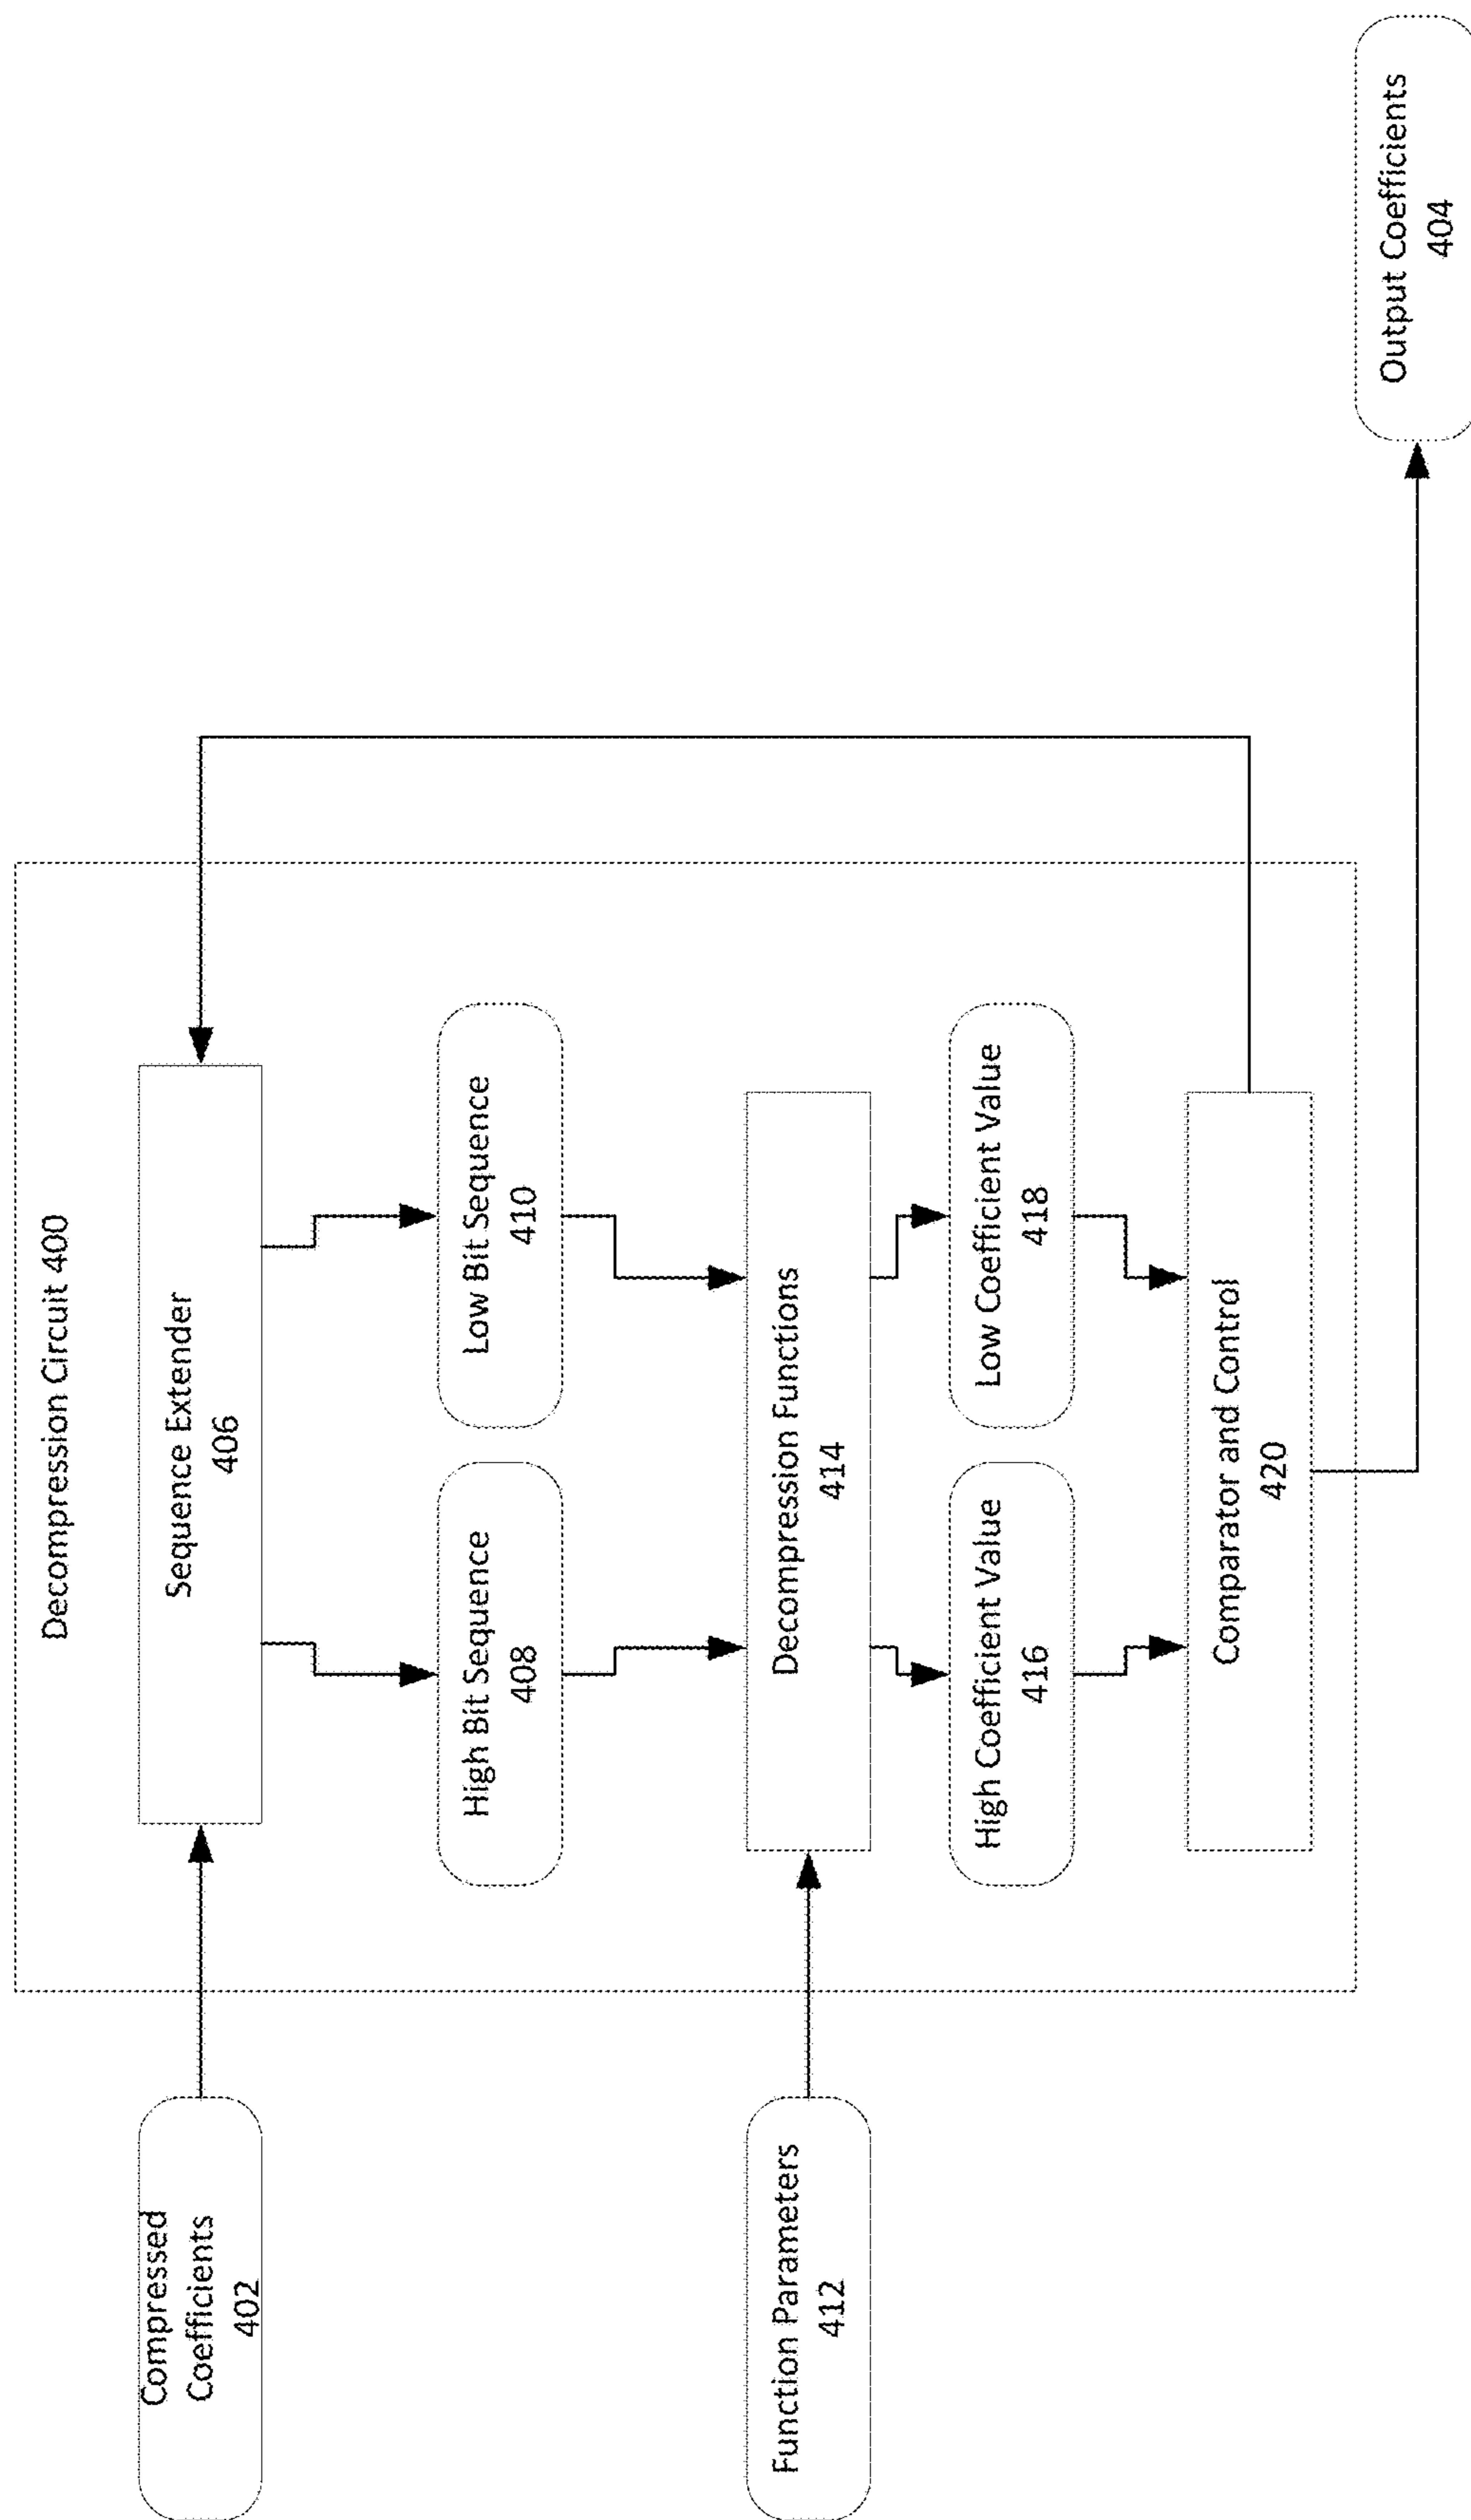 Decompression Circuit 400
Compressed
Coefficients
402
Sequence Extender
406
High Bit Sequence
408
Low Bit Sequence
410
Function Parameters
412
Decompression Functions
414
High Coefficient Value
416
Low Coefficient Value
418
Comparator and Control
420
Output Coefficients
404